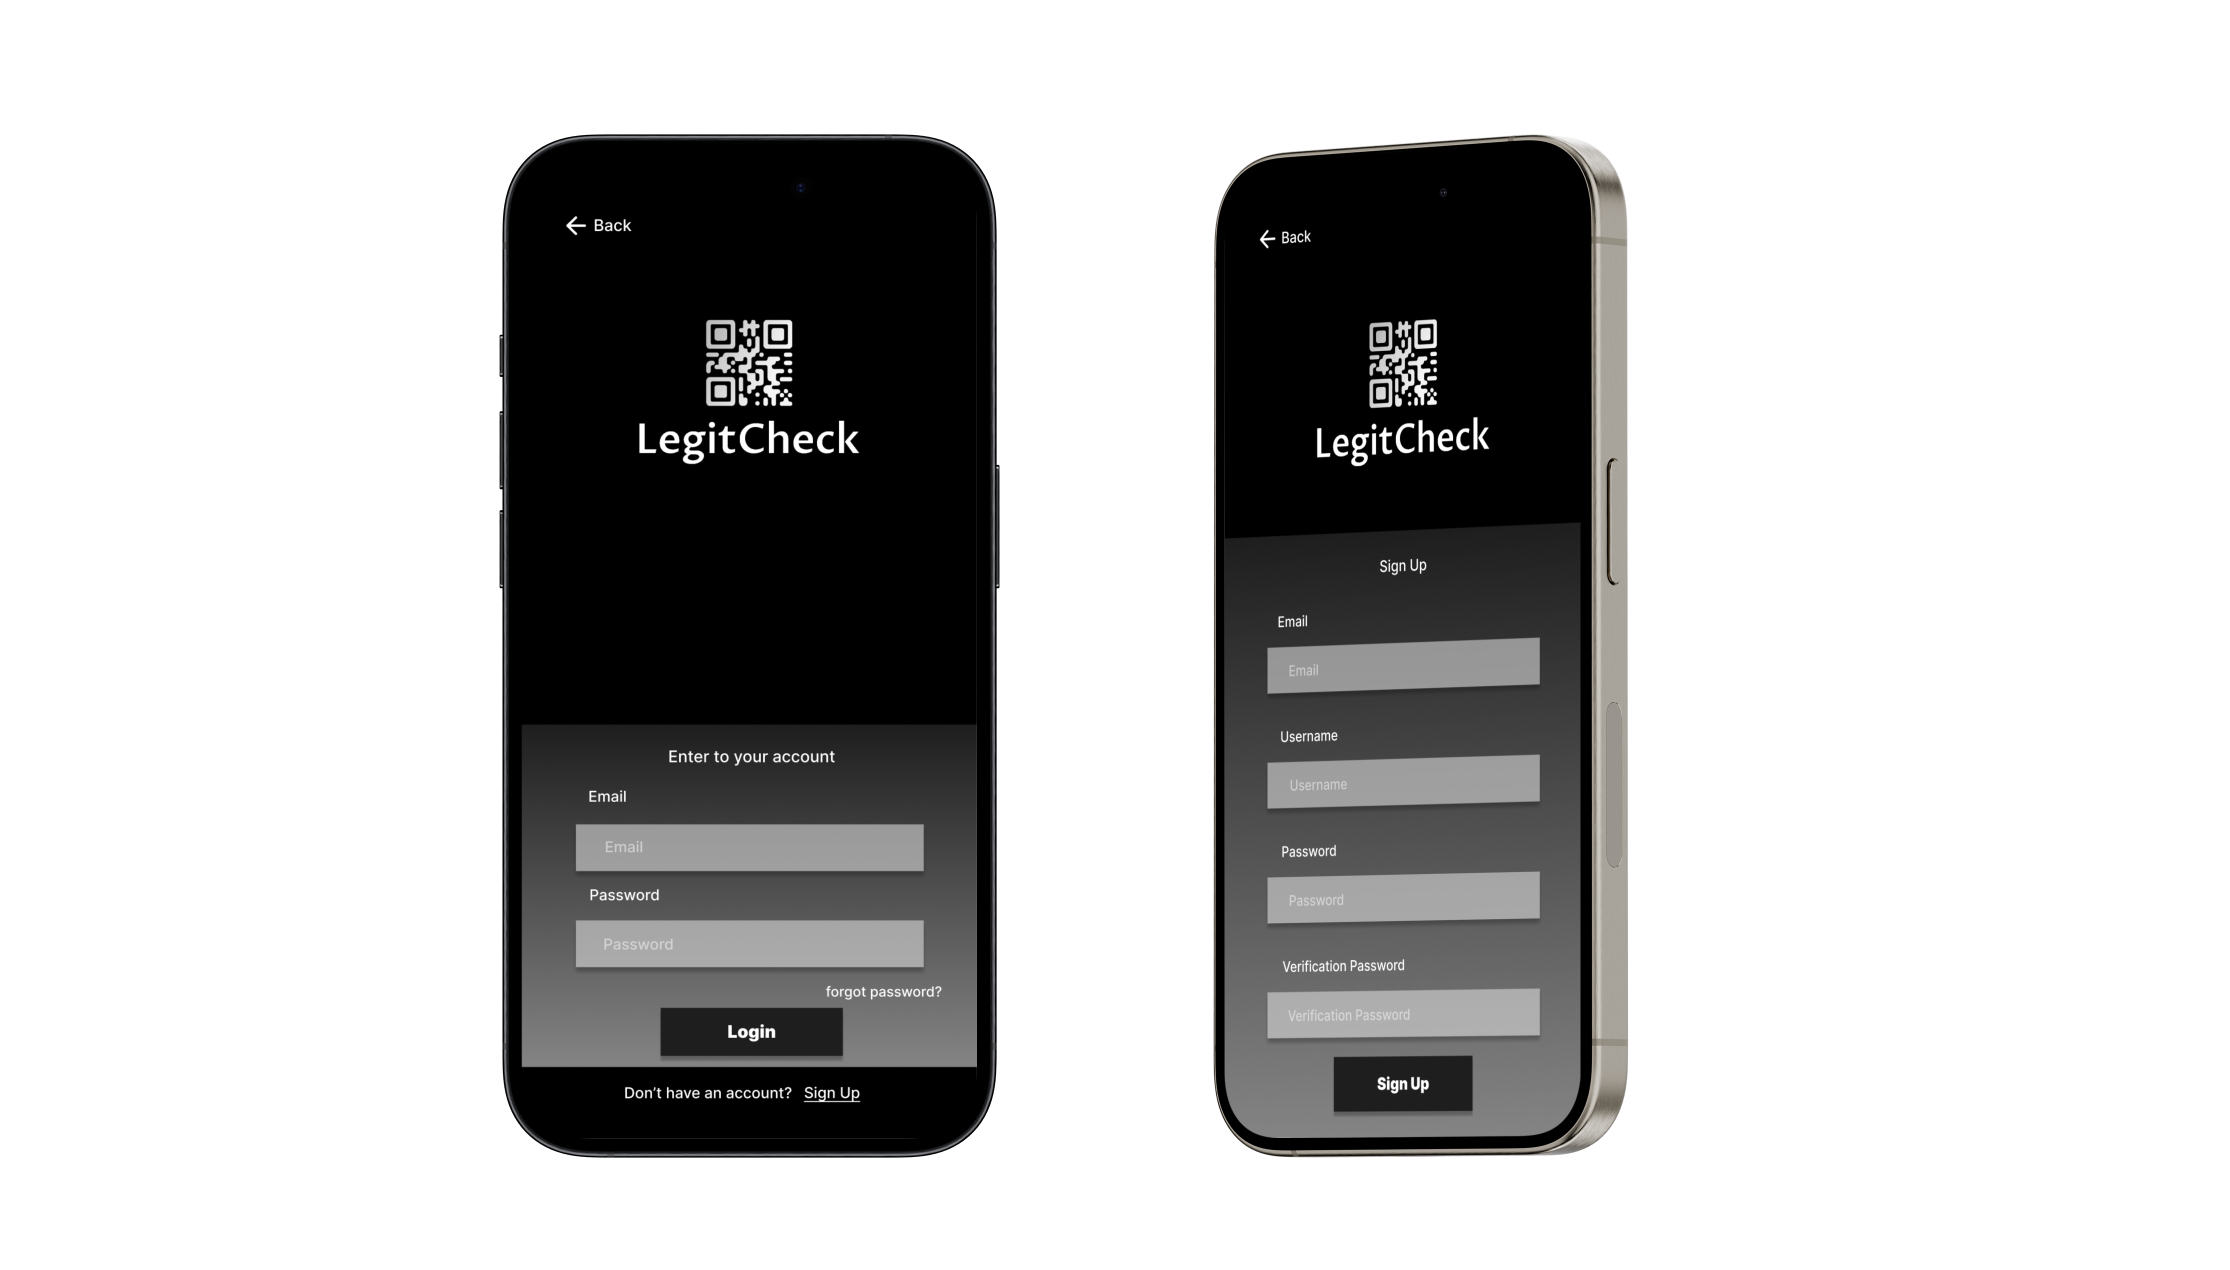 Back
LegitCheck
Enter to your account
Email
Email
Password
Password
forgot password?
Login
Don't have an account? Sign Up
Back
LegitCheck
Sign Up
Email
Email
Username
Username
Password
Password
Verification Password
Verification Password
Sign Up